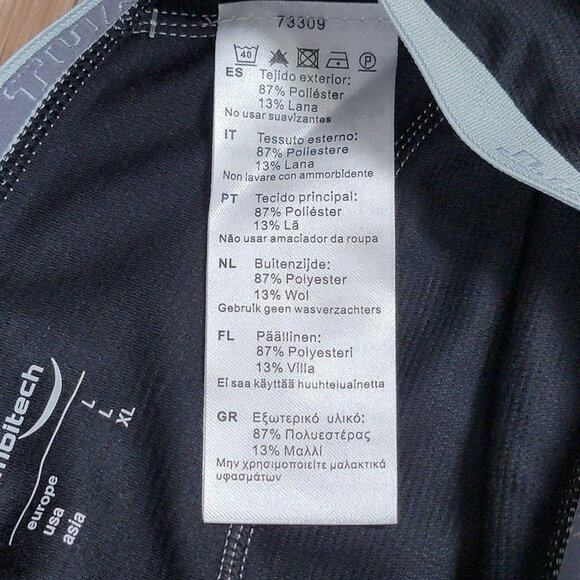 73309
40
P
ES Tejido exterior:
87% Poliéster
13% Lana
No usar suavizantes
IT Tessuto esterno:
87% Poliestere
13% Lana
Non lavare con ammorbidente
PT Tecido principal:
87% Poliéster
13% Lã
Não usar amaciador da roupa
NL Buitenzijde:
87% Polyester
13% Wol
Gebruik geen wasverzachters
FL Päällinen:
87% Polyesteri
13% Villa
Ei saa käyttää huuhteluainetta
GR Εξωτερικό υλικό:
87% Πολυεστέρας
13% Μαλλί
Μην χρησιμοποιείτε μαλακτικά
υφασμάτων
europe L
usa L
asia XL